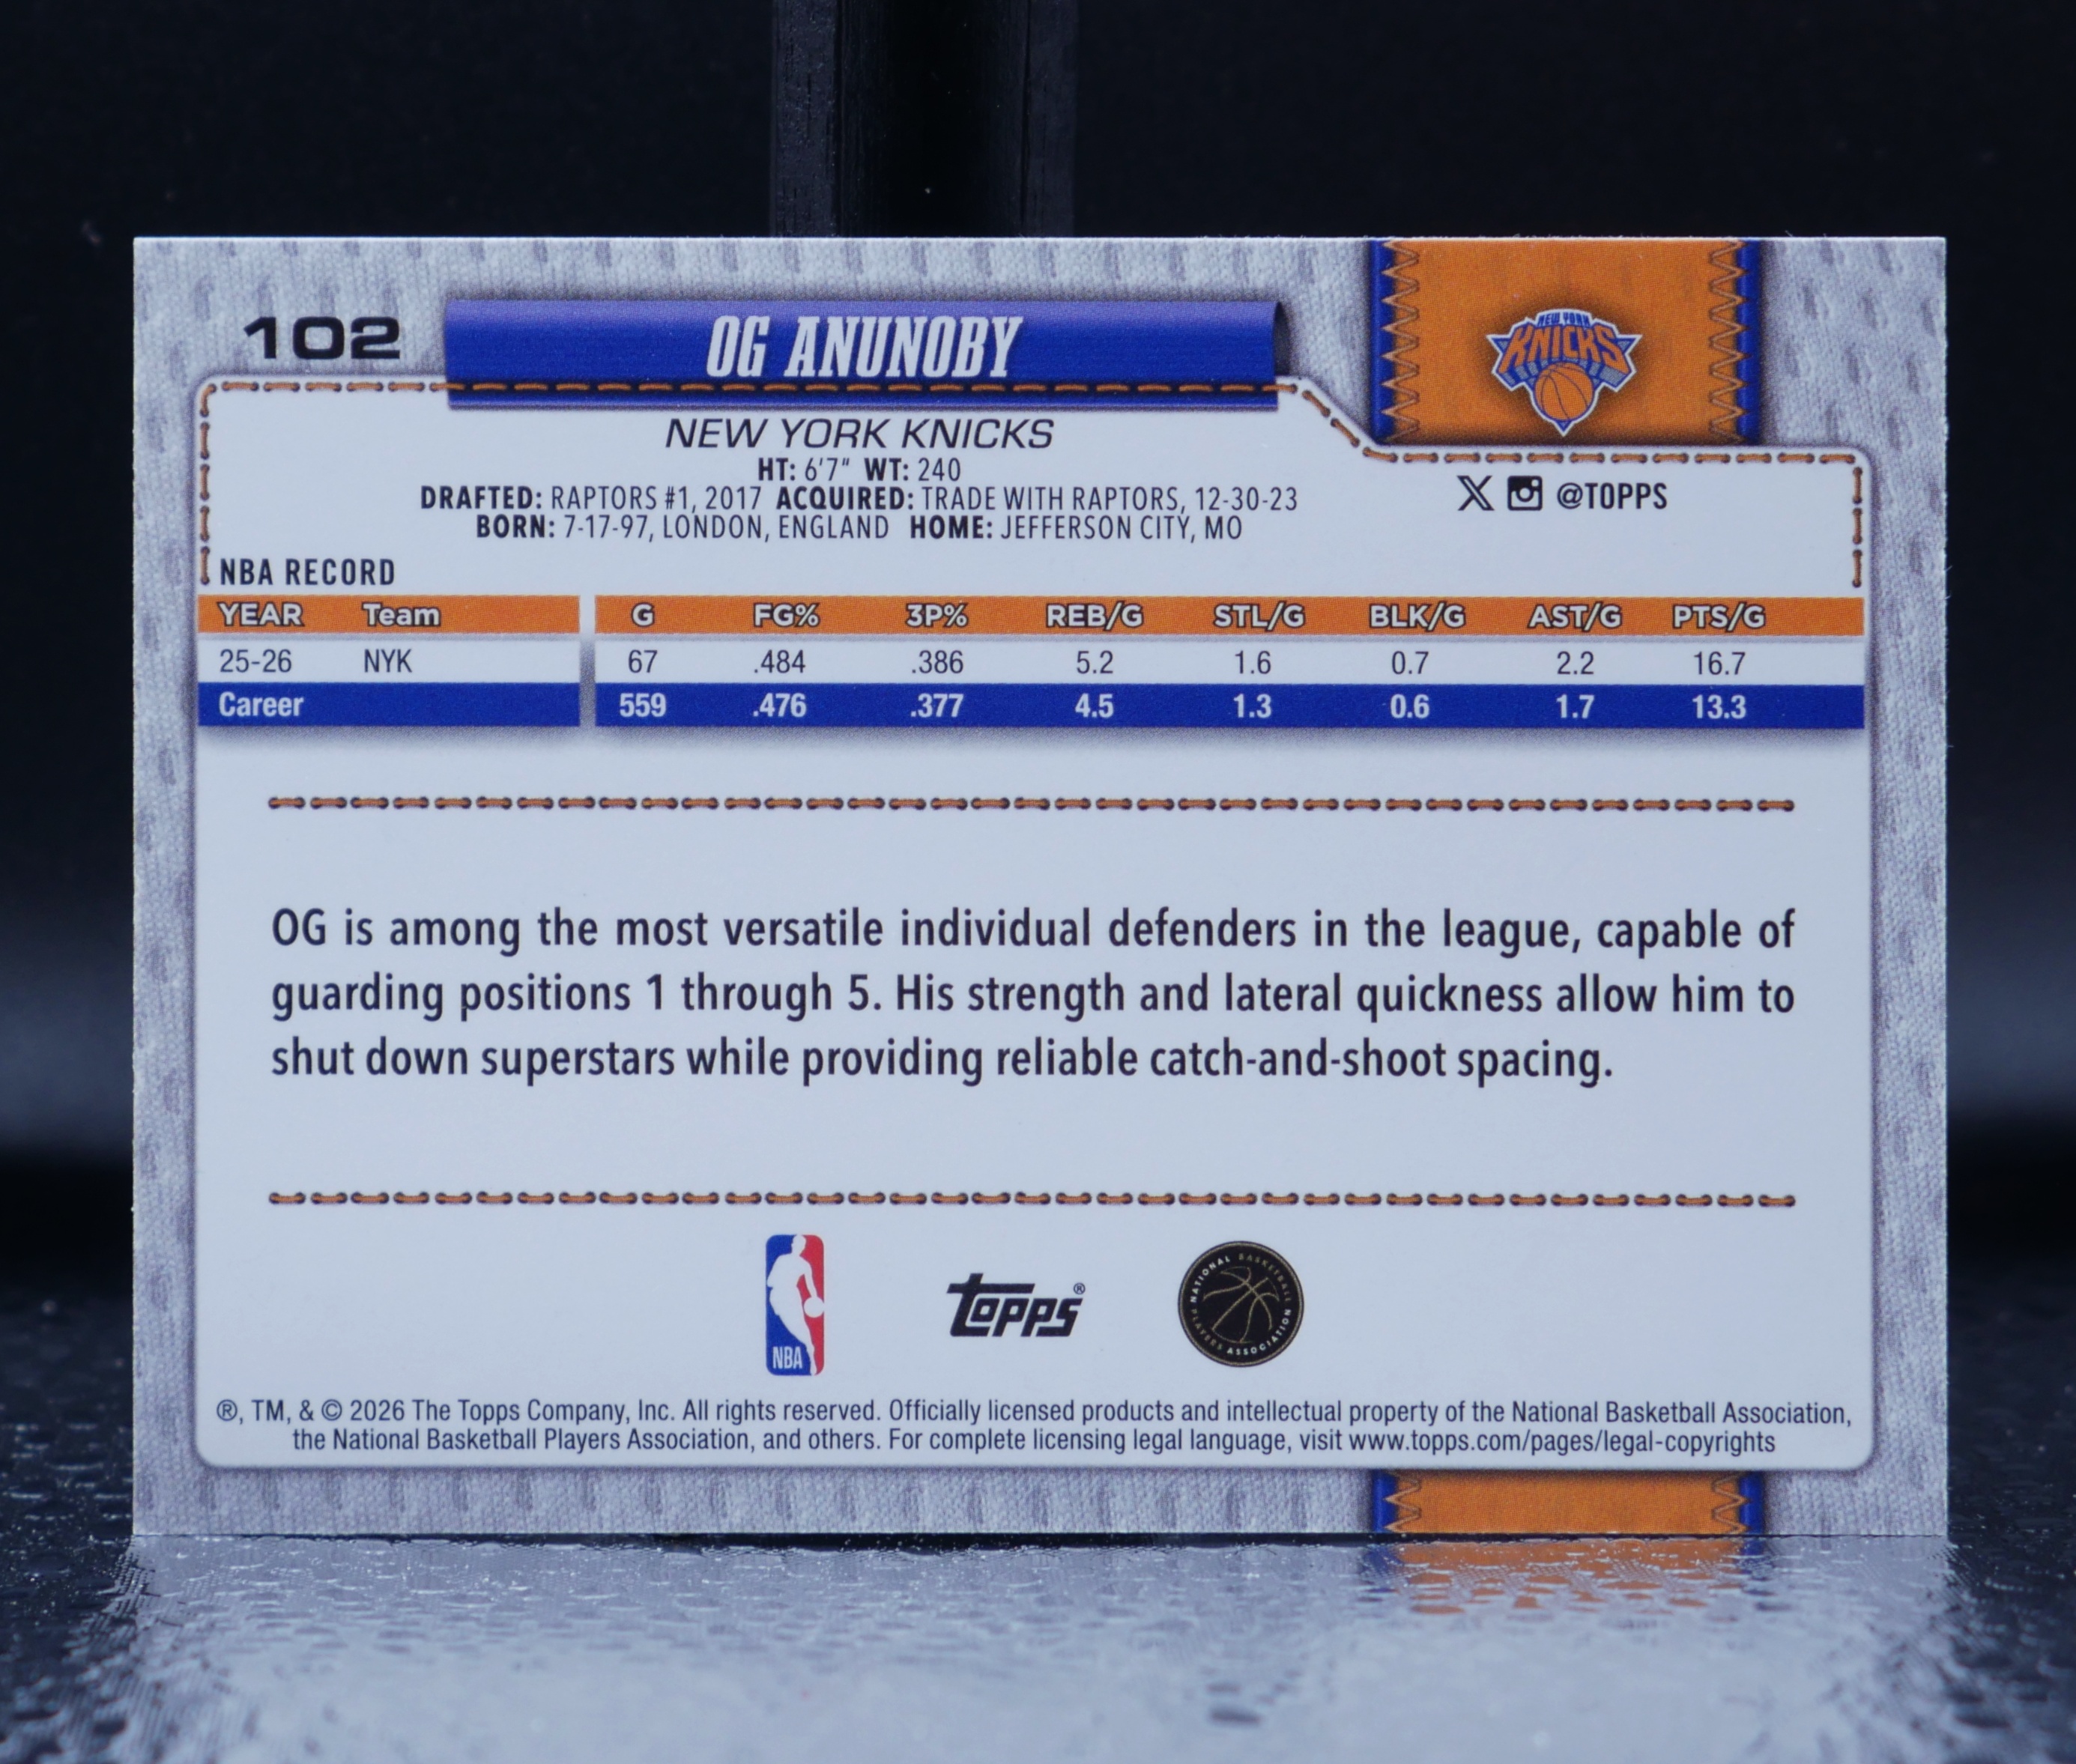 102
OG ANUNOBY
NEW YORK
KNICKS
NEW YORK KNICKS
HT: 6'7" WT: 240
DRAFTED: RAPTORS #1, 2017 ACQUIRED: TRADE WITH RAPTORS, 12-30-23
BORN: 7-17-97, LONDON, ENGLAND HOME: JEFFERSON CITY, MO
@TOPPS
NBA RECORD
YEAR Team G FG% 3P% REB/G STL/G BLK/G AST/G PTS/G
25-26 NYK 67 .484 .386 5.2 1.6 0.7 2.2 16.7
Career 559 .476 .377 4.5 1.3 0.6 1.7 13.3
OG is among the most versatile individual defenders in the league, capable of
guarding positions 1 through 5. His strength and lateral quickness allow him to
shut down superstars while providing reliable catch-and-shoot spacing.
NBA
topps®
NATIONAL BASKETBALL PLAYERS ASSOCIATION
®, TM, & © 2026 The Topps Company, Inc. All rights reserved. Officially licensed products and intellectual property of the National Basketball Association,
the National Basketball Players Association, and others. For complete licensing legal language, visit www.topps.com/pages/legal-copyrights